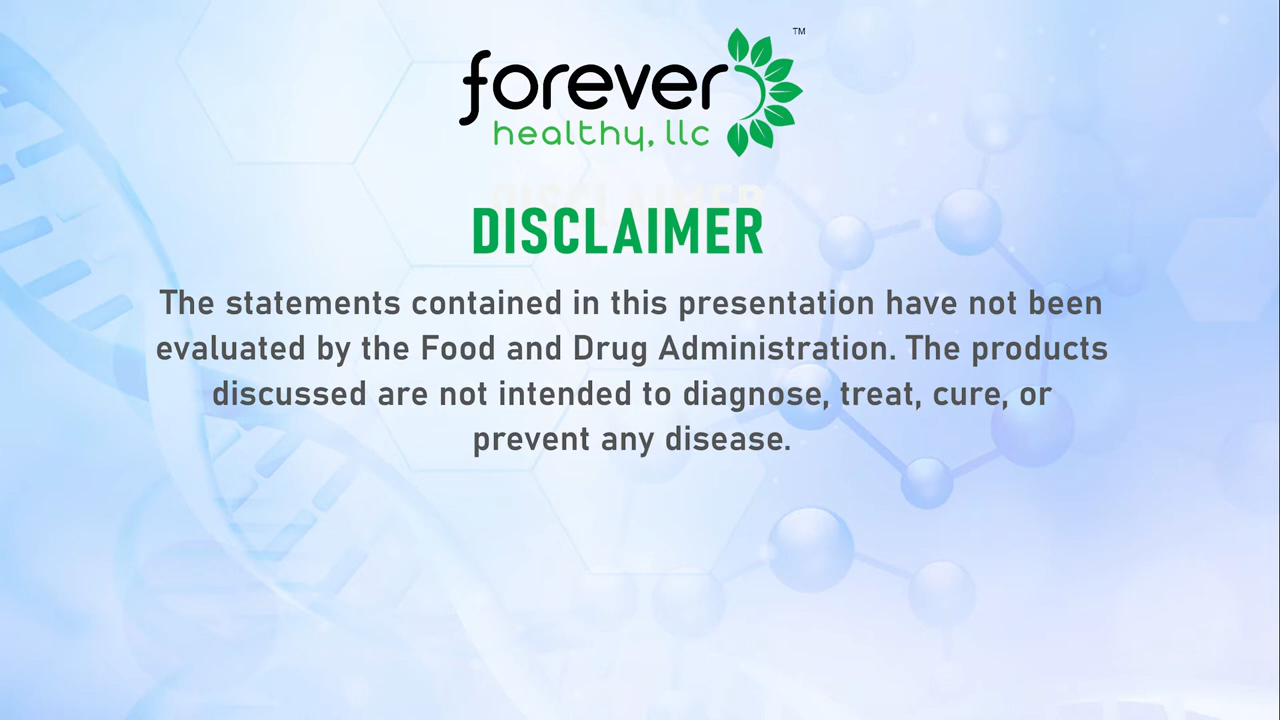 forever
TM
healthy, llc
DISCLAIMER
The statements contained in this presentation have not been
evaluated by the Food and Drug Administration. The products
discussed are not intended to diagnose, treat, cure, or
prevent any disease.